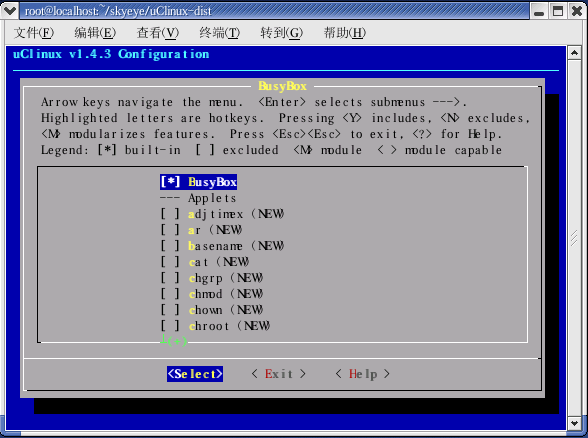 root@localhost:~/skyeye/uClinux-dist
文件(F) 编辑(E) 查看(V) 终端(T) 转到(G) 帮助(H)
uClinux v1.4.3 Configuration
BusyBox
Arrow keys navigate the menu. <Enter> selects submenus --->.
Highlighted letters are hotkeys. Pressing <Y> includes, <N> excludes,
<M> modularizes features. Press <Esc><Esc> to exit, <?> for Help.
Legend: [*] built-in [ ] excluded <M> module < > module capable
[*] BusyBox
--- Applets
[ ] adjtimex (NEW)
[ ] ar (NEW)
[ ] basename (NEW)
[ ] cat (NEW)
[ ] chgrp (NEW)
[ ] chmod (NEW)
[ ] chown (NEW)
[ ] chroot (NEW)
(+)
<Select> < Exit > < Help >